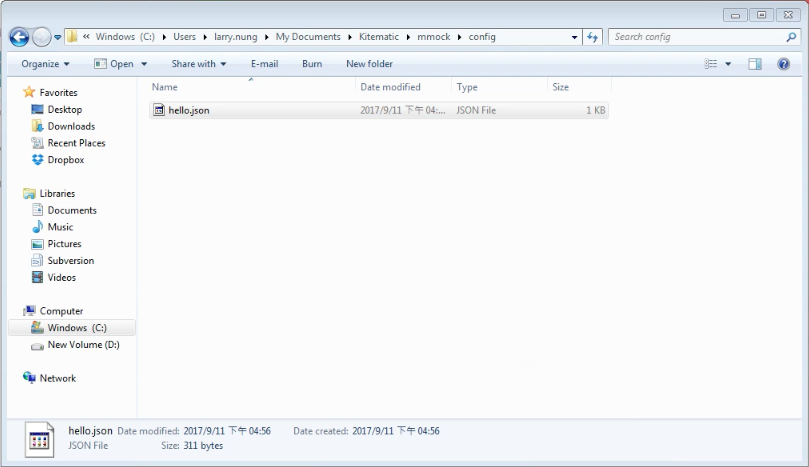 « Windows (C:) ▸ Users ▸ larry.nung ▸ My Documents ▸ Kitematic ▸ mmock ▸ config
Search config
Organize Open Share with E-mail Burn New folder
Name Date modified Type Size
hello.json 2017/9/11 下午 04:... JSON File 1 KB
Favorites
Desktop
Downloads
Recent Places
Dropbox
Libraries
Documents
Music
Pictures
Subversion
Videos
Computer
Windows (C:)
New Volume (D:)
Network
hello.json Date modified: 2017/9/11 下午 04:56 Date created: 2017/9/11 下午 04:56
JSON File Size: 311 bytes